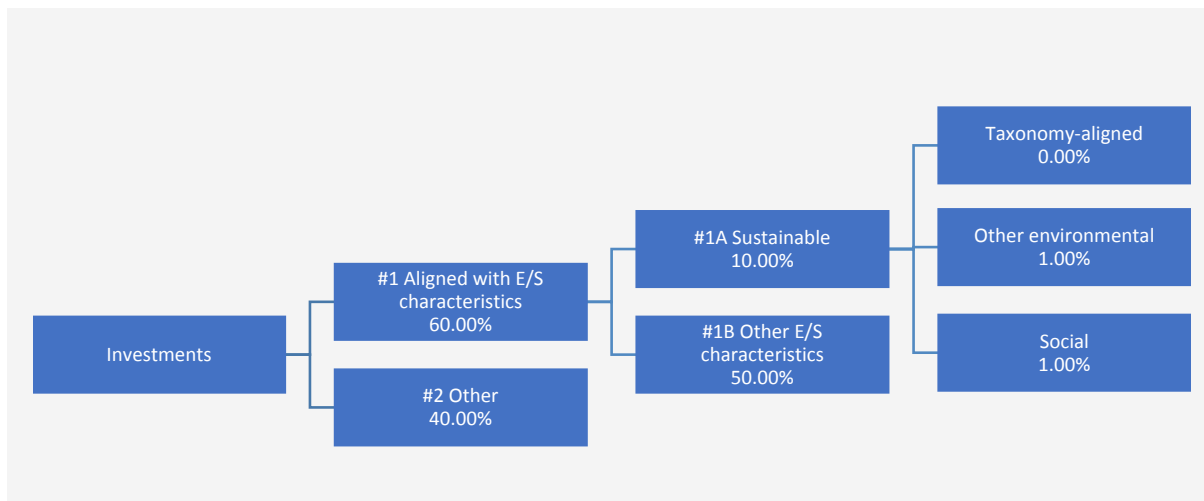 Investments
#1 Aligned with E/S
characteristics
60.00%
#2 Other
40.00%
#1A Sustainable
10.00%
#1B Other E/S
characteristics
50.00%
Taxonomy-aligned
0.00%
Other environmental
1.00%
Social
1.00%